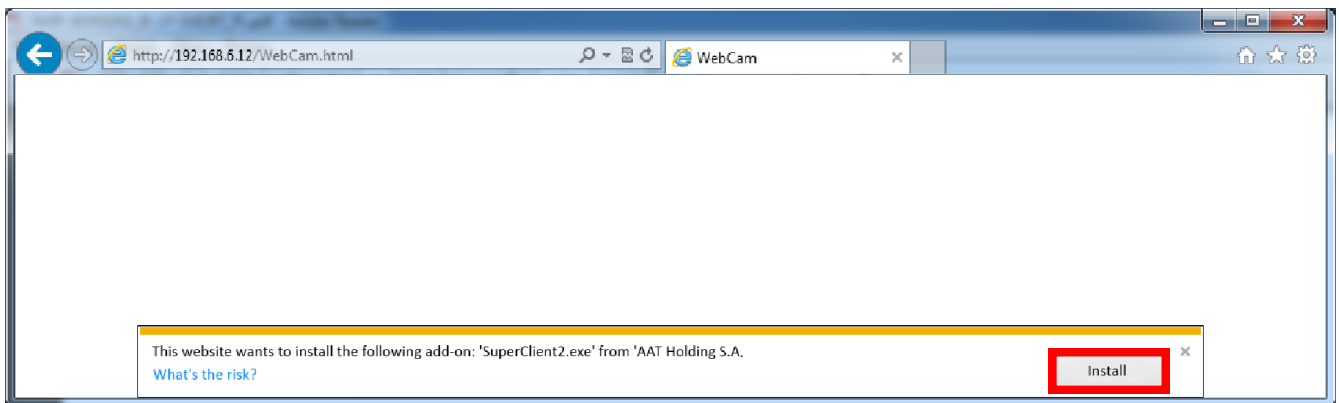 http://192.168.6.12/WebCam.html
WebCam
This website wants to install the following add-on: 'SuperClient2.exe' from 'AAT Holding S.A.
What's the risk?
Install